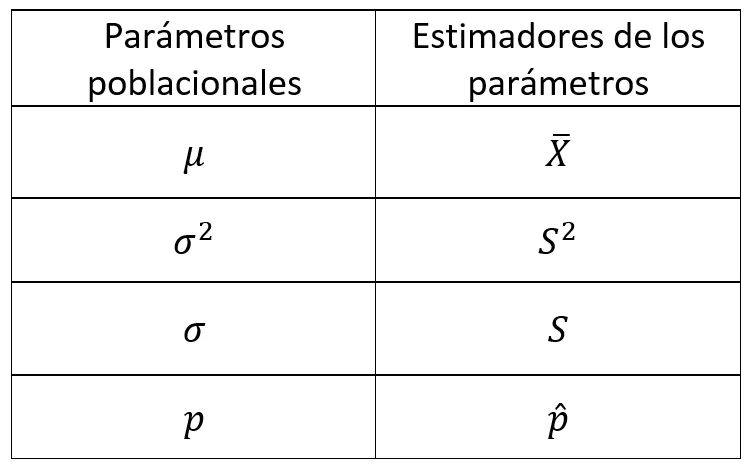 Parámetros
poblacionales
Estimadores de los
parámetros
μ
X̄
σ²
S²
σ
S
p
p̂